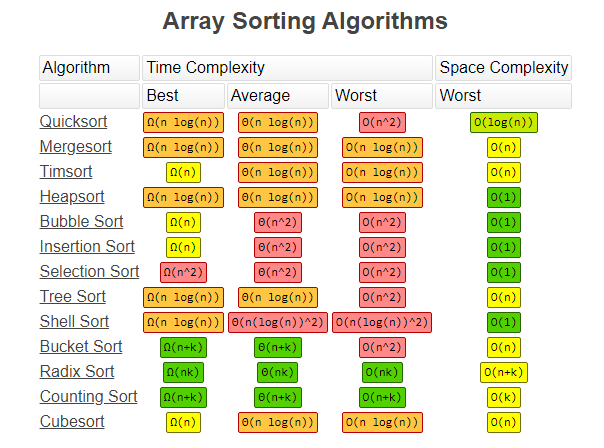 Array Sorting Algorithms
Algorithm Time Complexity Space Complexity
Best Average Worst Worst
Quicksort Ω(n log(n)) Θ(n log(n)) O(n^2) O(log(n))
Mergesort Ω(n log(n)) Θ(n log(n)) O(n log(n)) O(n)
Timsort Ω(n) Θ(n log(n)) O(n log(n)) O(n)
Heapsort Ω(n log(n)) Θ(n log(n)) O(n log(n)) O(1)
Bubble Sort Ω(n) Θ(n^2) O(n^2) O(1)
Insertion Sort Ω(n) Θ(n^2) O(n^2) O(1)
Selection Sort Ω(n^2) Θ(n^2) O(n^2) O(1)
Tree Sort Ω(n log(n)) Θ(n log(n)) O(n^2) O(n)
Shell Sort Ω(n log(n)) Θ(n(log(n))^2) O(n(log(n))^2) O(1)
Bucket Sort Ω(n+k) Θ(n+k) O(n^2) O(n)
Radix Sort Ω(nk) Θ(nk) O(nk) O(n+k)
Counting Sort Ω(n+k) Θ(n+k) O(n+k) O(k)
Cubesort Ω(n) Θ(n log(n)) O(n log(n)) O(n)